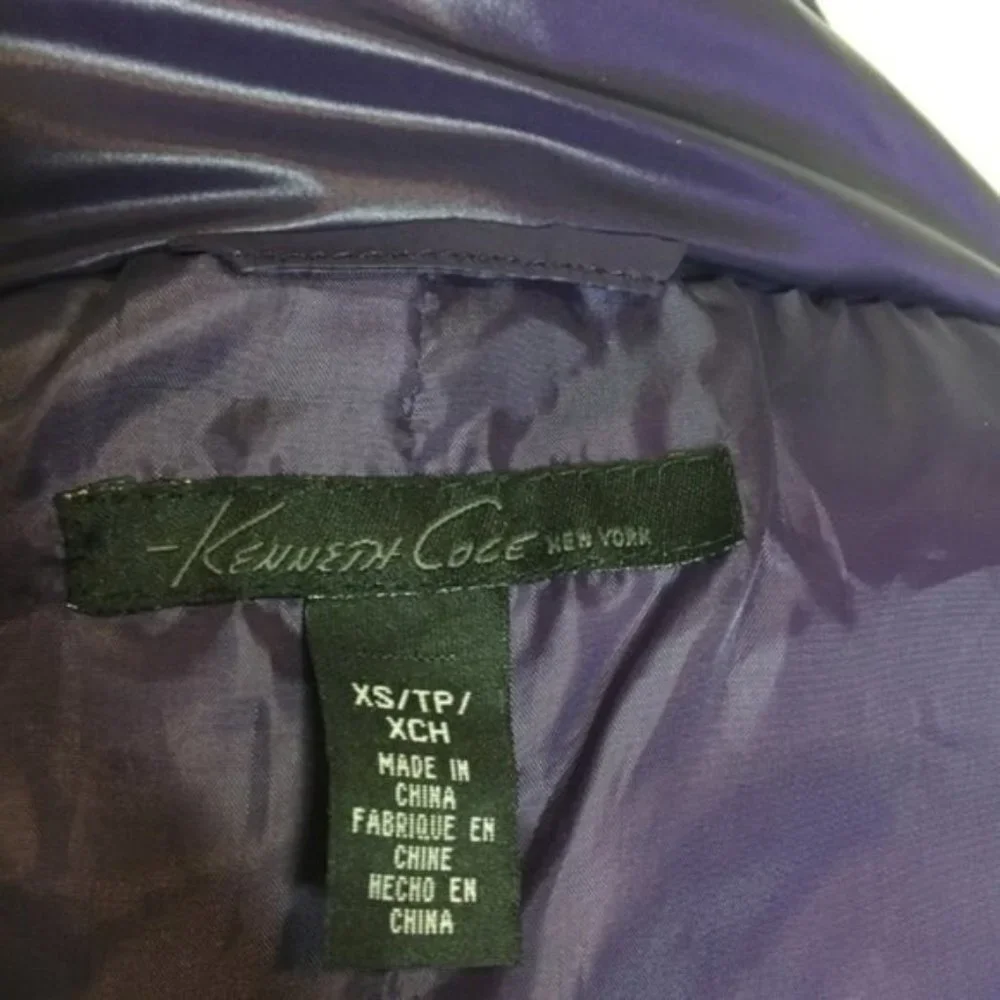 Kenneth Cole NEW YORK
XS/TP/
XCH
MADE IN
CHINA
FABRIQUE EN
CHINE
HECHO EN
CHINA